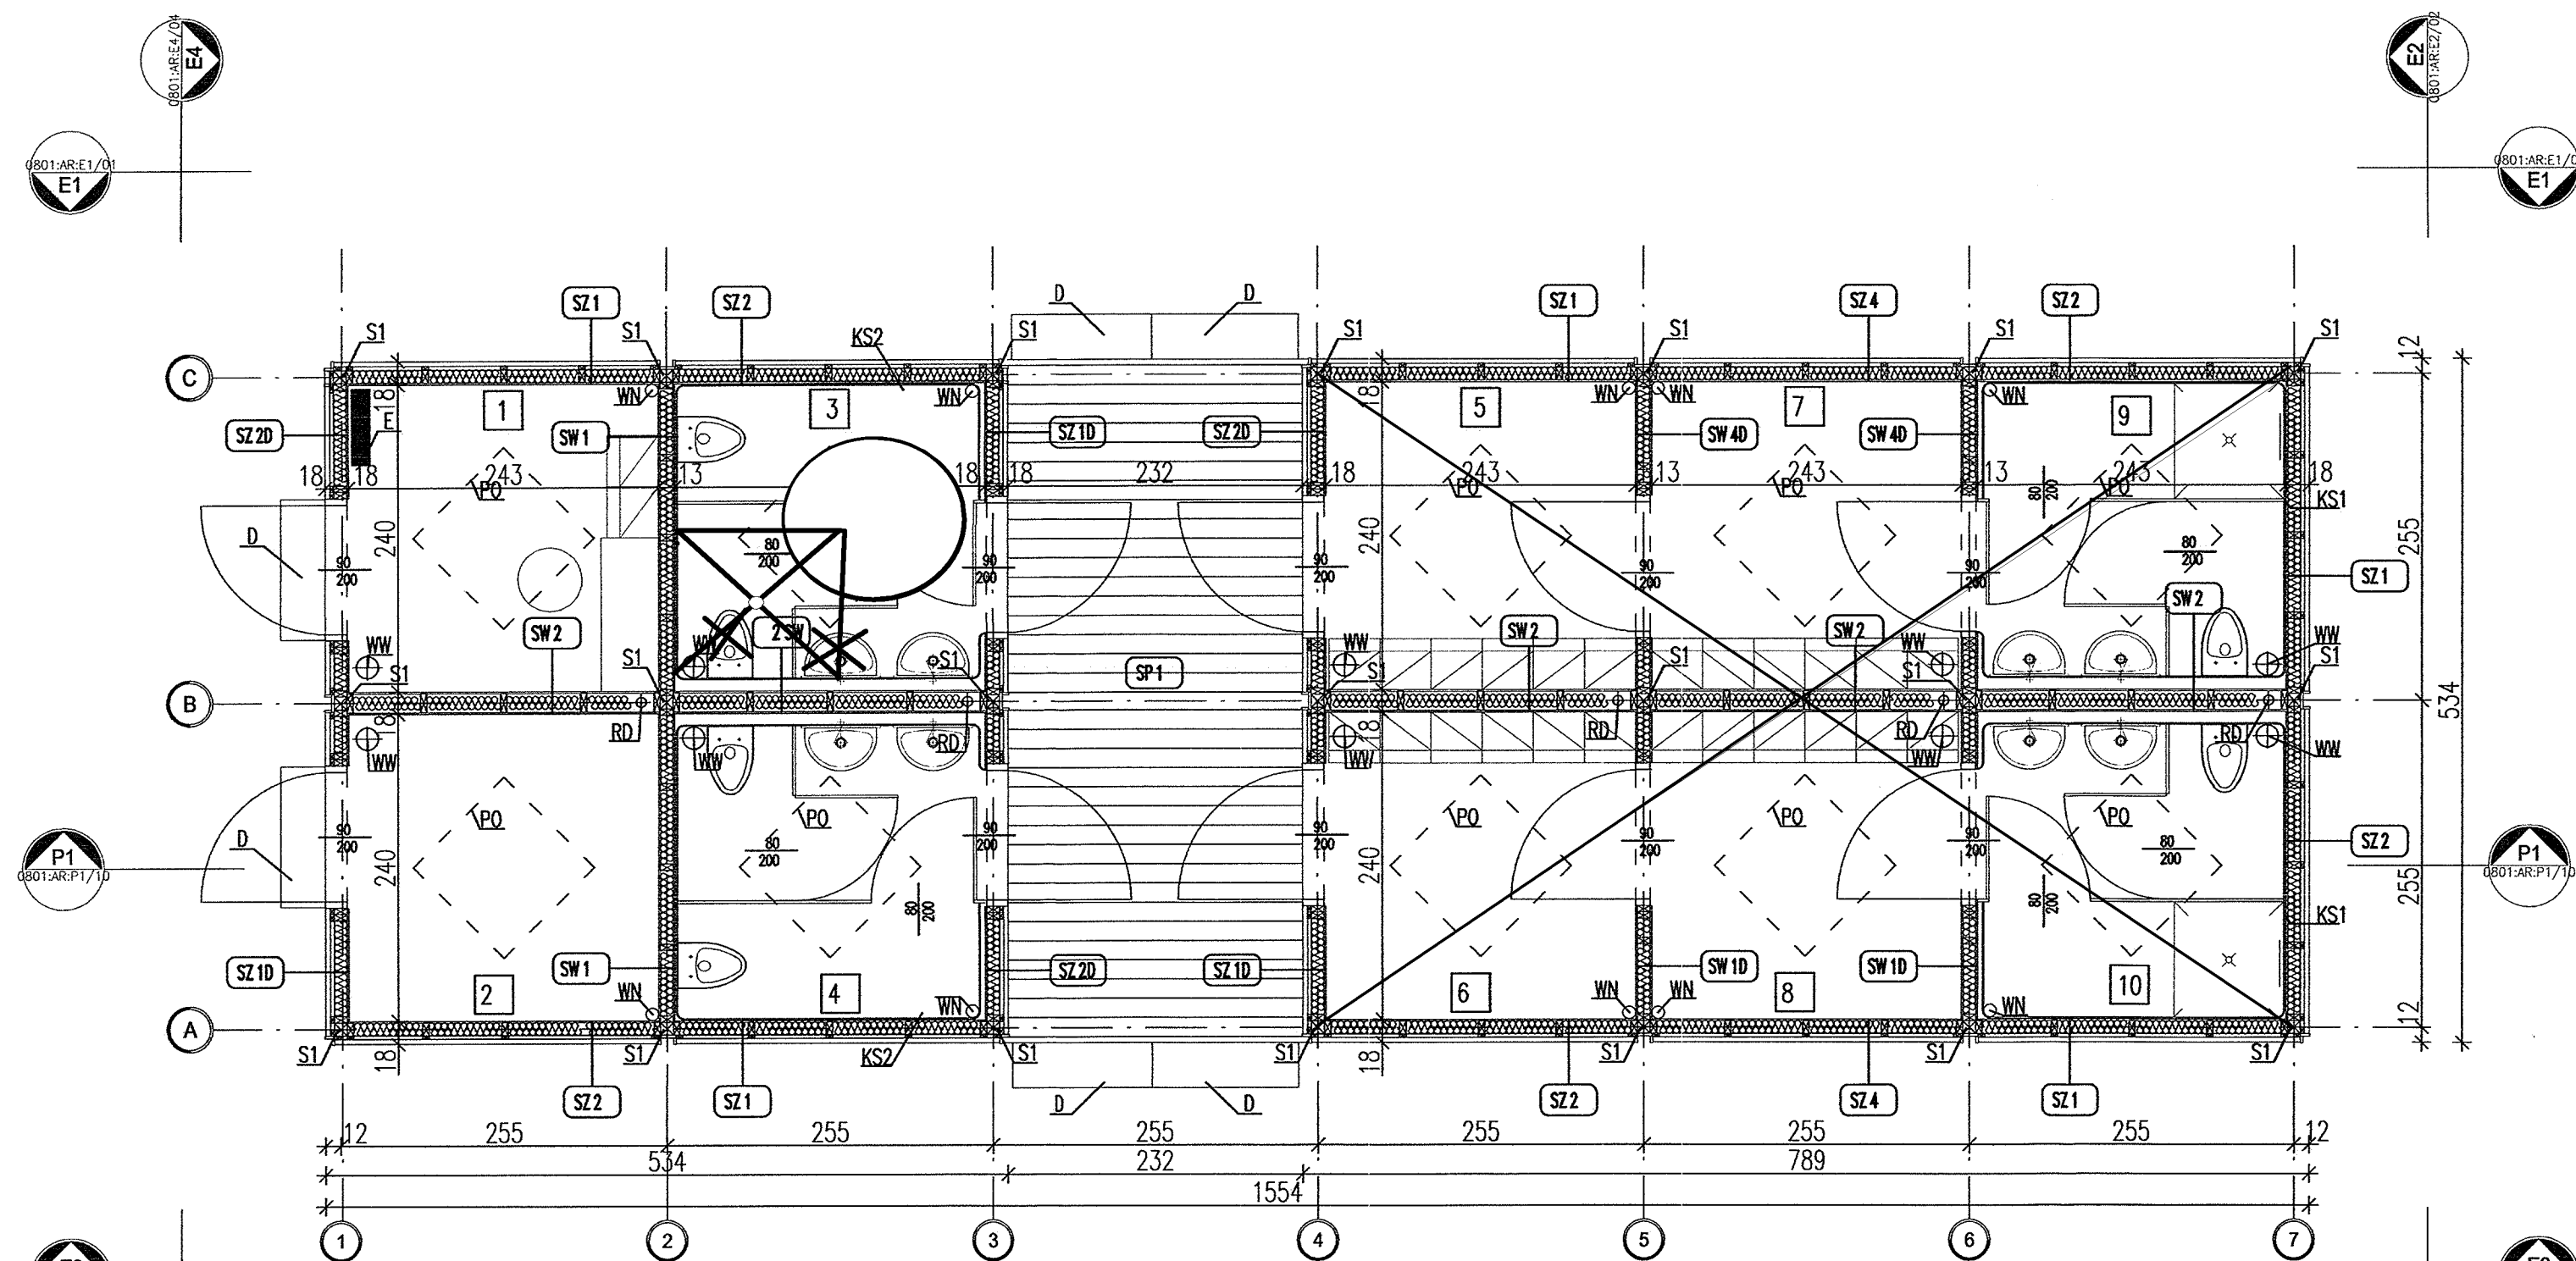 0801:AR:E4/04
E4
E2
0801:AR:E2/02
0801:AR:E1/01
E1
E1
SZ1 SZ2 D D SZ1 SZ4 SZ2
S1 S1 KS2 S1 S1 S1 S1 S1 12
C
18 1 WN 3 WN 18 5 WN WN 7 WN 9
E
SZ2D SW1 SZ1D SZ2D SW4D SW4D
18 18 243 13 18 18 232 18 243 13 243 13 243 18
PO PO PO PO
80 200
KS1
D 240 240 255
90 200 80 200 90 200 90 200 90 200 90 200 80 200
SZ1
SW2 2 SW SW2 SW2 SW2
WW WW WW WW WW
S1 S1 S1 SP1 S1 S1 S1 S1
B
534
18 RD RD 18 RD RD RD
WW WW WW WW WW
D PO PO PO PO PO
90 200 80 200 90 200 90 200 90 200 90 200 80 200
SZ2
P1
0801:AR:P1/10
P1
0801:AR:P1/10
240 80 200 240 80 200 255
KS1
SZ1D SW1 SZ2D SZ1D SW1D SW1D
2 WN 4 WN 6 WN WN 8 WN 10 12
A
S1 18 S1 KS2 S1 S1 18 S1 S1 S1
SZ2 SZ1 D D SZ2 SZ4 SZ1
12 255 255 255 255 255 255 12
534 232 789
1554
1 2 3 4 5 6 7